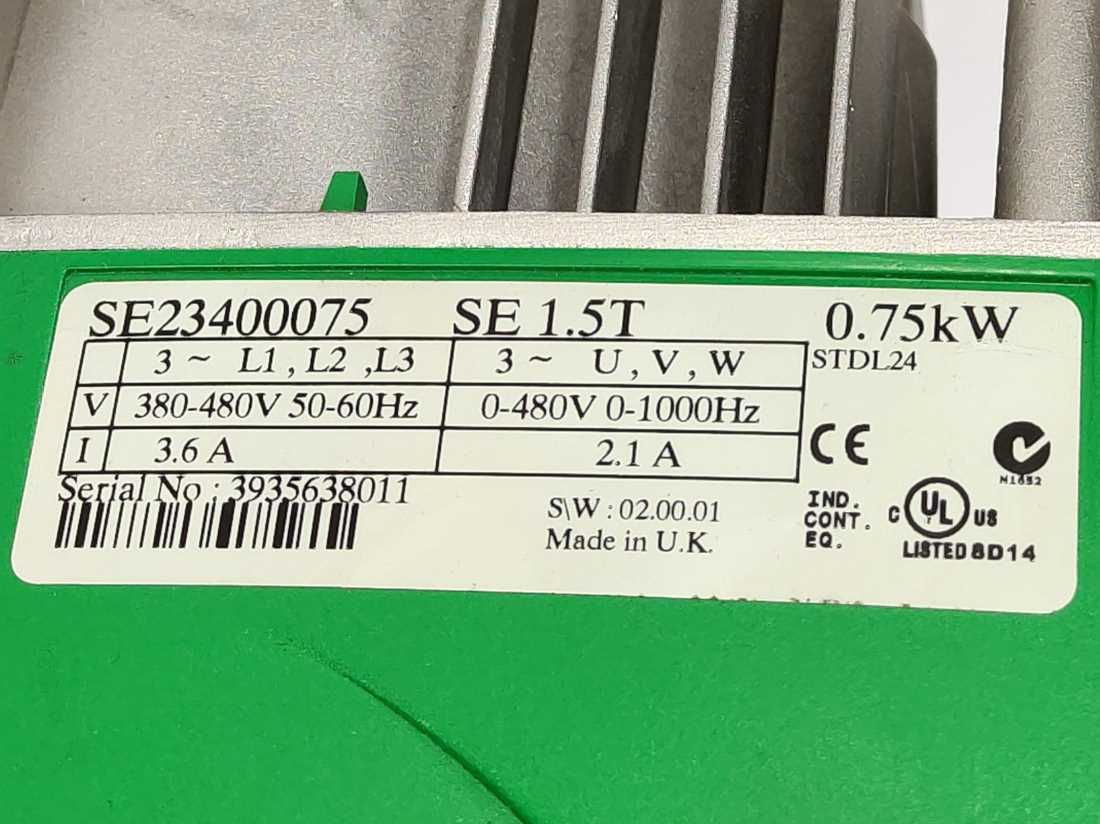 SE23400075 SE 1.5T 0.75kW
3 ~ L1 , L2 ,L3 3 ~ U , V , W STDL24
V 380-480V 50-60Hz 0-480V 0-1000Hz
I 3.6 A 2.1 A
CE
N1652
Serial No : 3935638011
S\W : 02.00.01
Made in U.K.
IND.
CONT.
EQ.
C UL US
LISTED 8D14